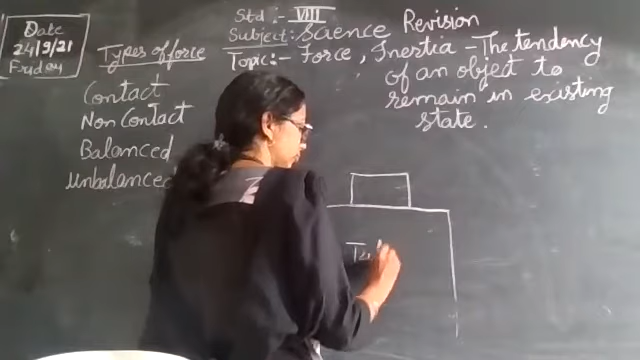 Date
24/9/21
Friday
Std :- VIII
Subject: Science Revision
Types of force
Topic :- Force, Inertia - The tendency
of an object to
remain in existing
state.
Contact
Non Contact
Balanced
Unbalanced